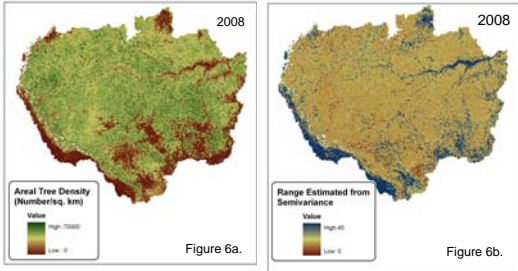 2008
Areal Tree Density
(Number/sq. km)
Value
High :70000
Low : 0
Figure 6a.
2008
Range Estimated from
Semivariance
Value
High:45
Low : 0
Figure 6b.